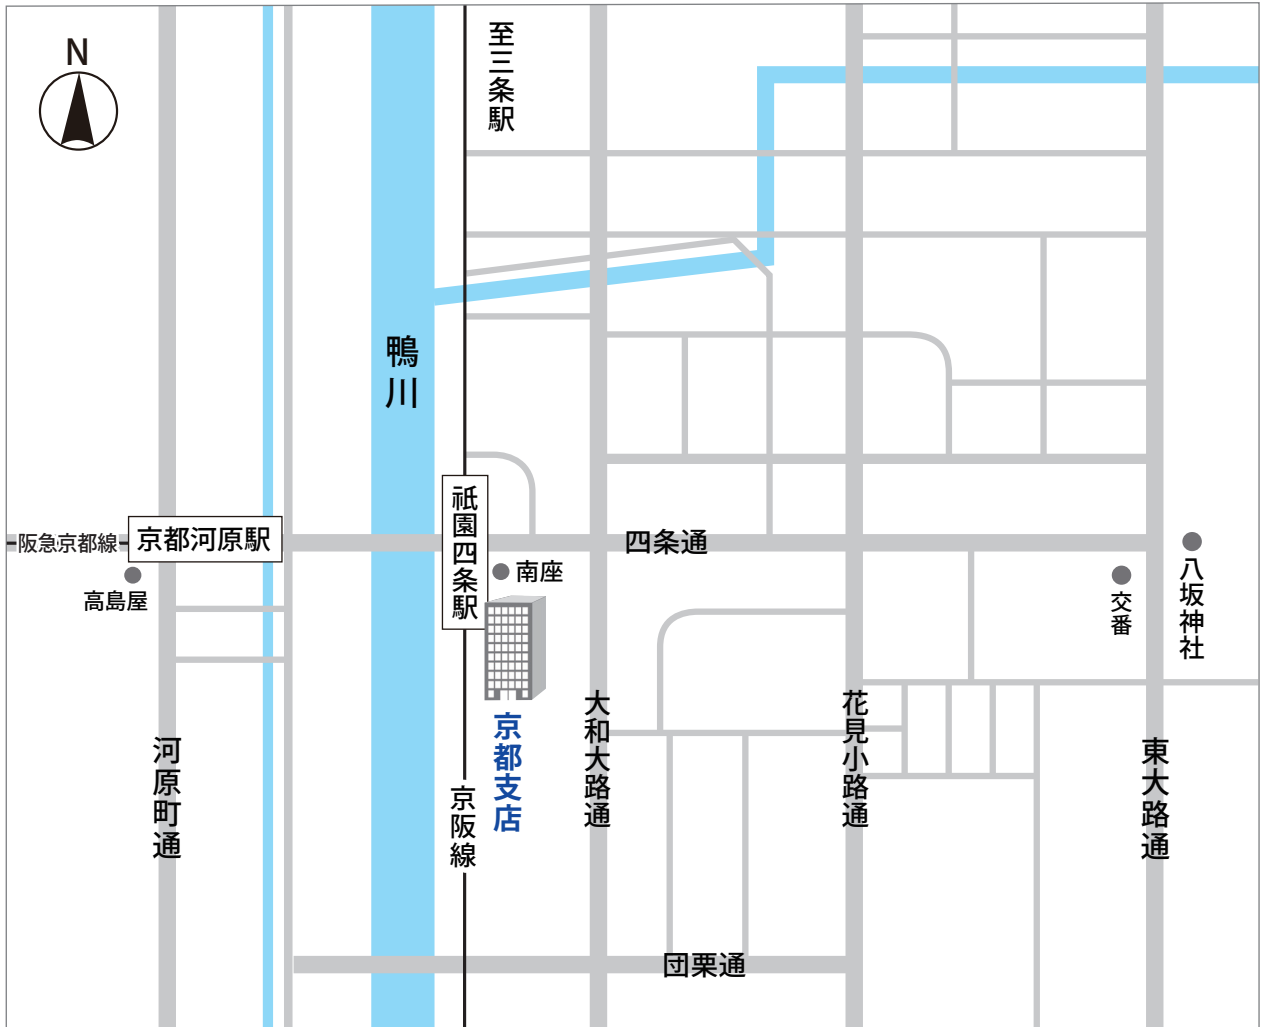 N
至三条駅
鴨川
祇園四条駅
四条通
阪急京都線
京都河原駅
高島屋
南座
八坂神社
交番
京都支店
大和大路通
花見小路通
東大路通
河原町通
京阪線
団栗通